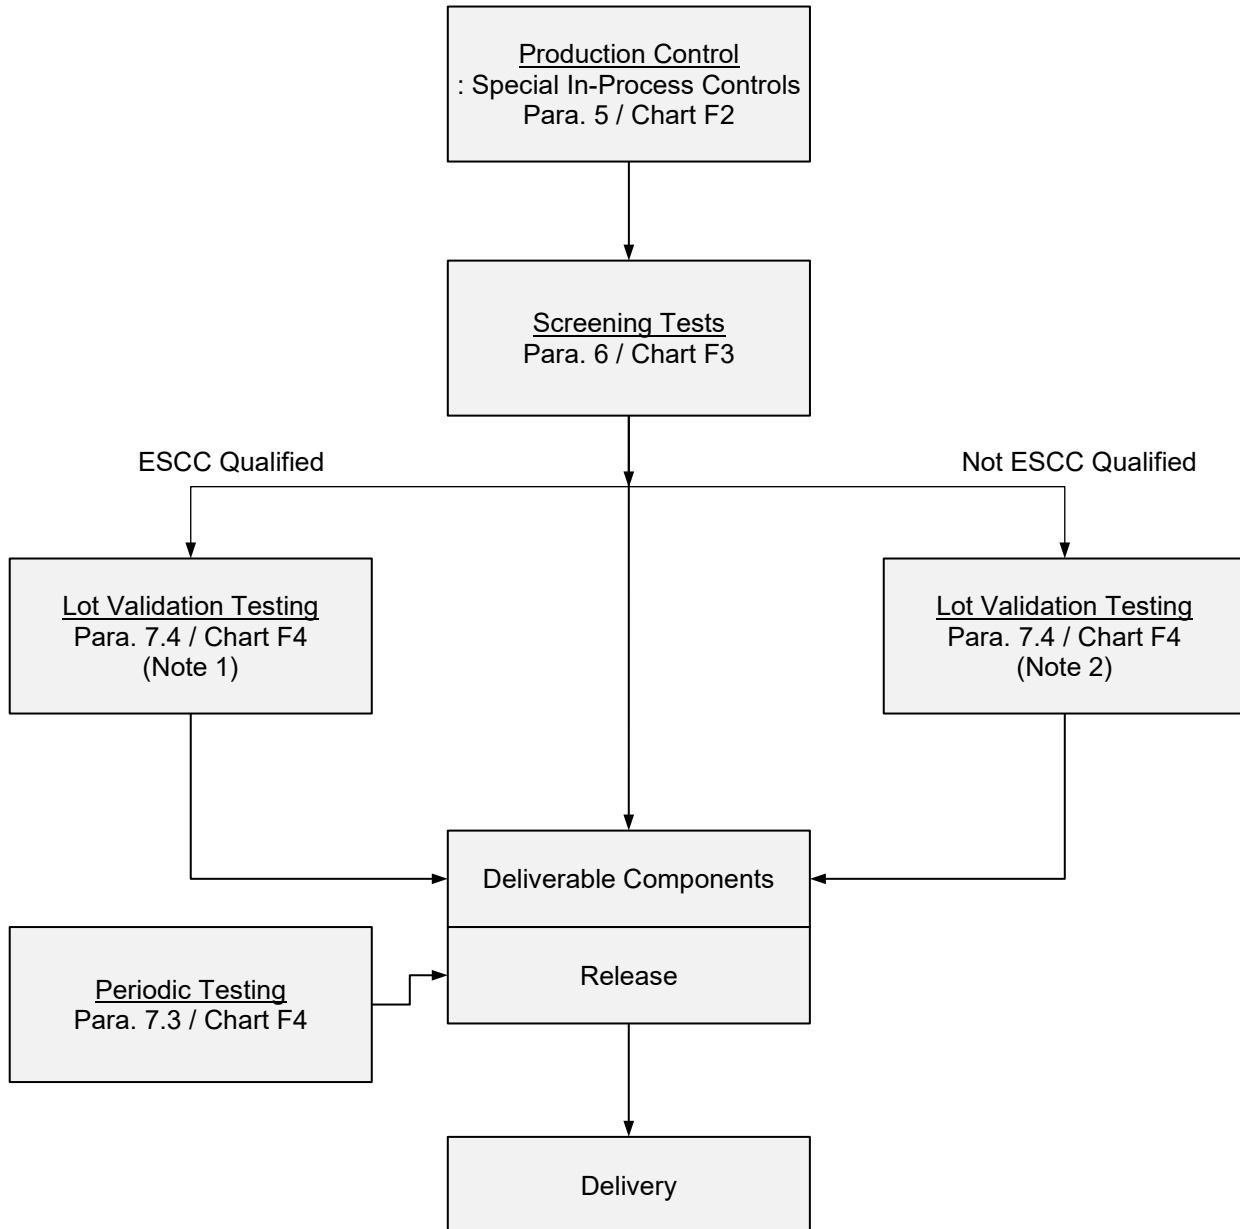 Production Control
: Special In-Process Controls
Para. 5 / Chart F2
Screening Tests
Para. 6 / Chart F3
ESCC Qualified
Not ESCC Qualified
Lot Validation Testing
Para. 7.4 / Chart F4
(Note 1)
Lot Validation Testing
Para. 7.4 / Chart F4
(Note 2)
Deliverable Components
Release
Periodic Testing
Para. 7.3 / Chart F4
Delivery